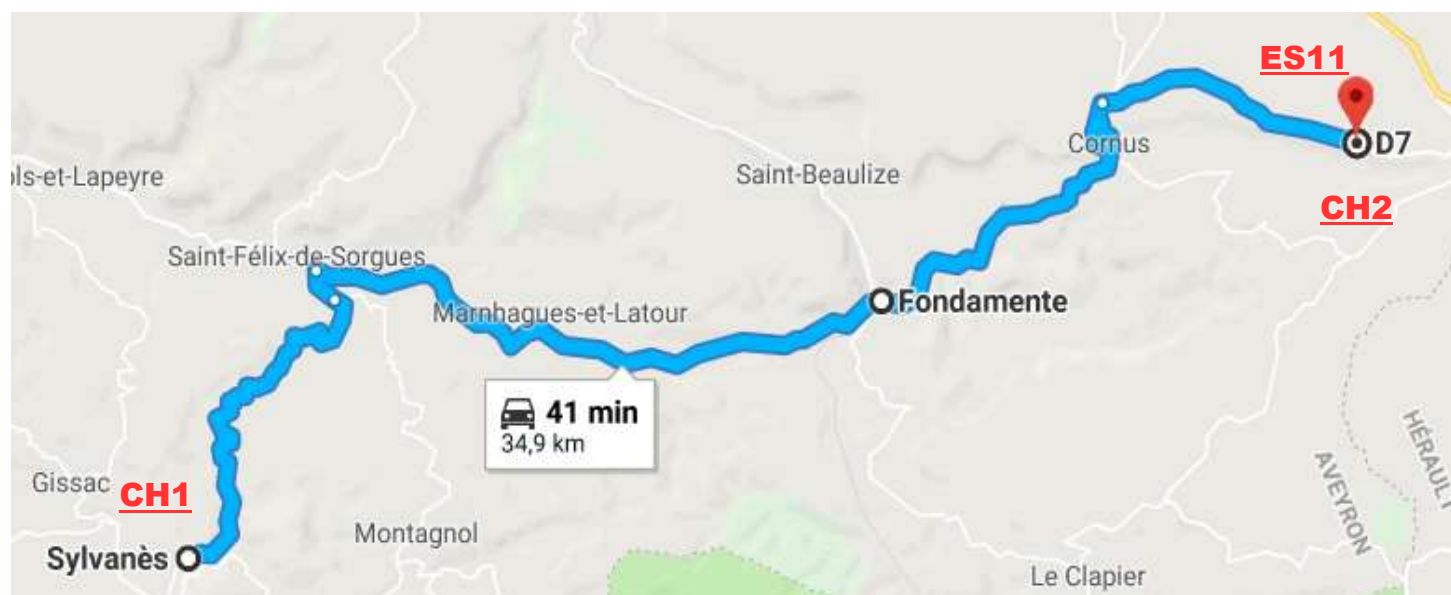 ES11
Cornus
D7
Saint-Beaulize
ols-et-Lapeyre
CH2
Saint-Félix-de-Sorgues
Fondamente
Marnhagues-et-Latour
41 min
34,9 km
HÉRAULT
AVEYRON
Gissac
CH1
Montagnol
Sylvanès
Le Clapier